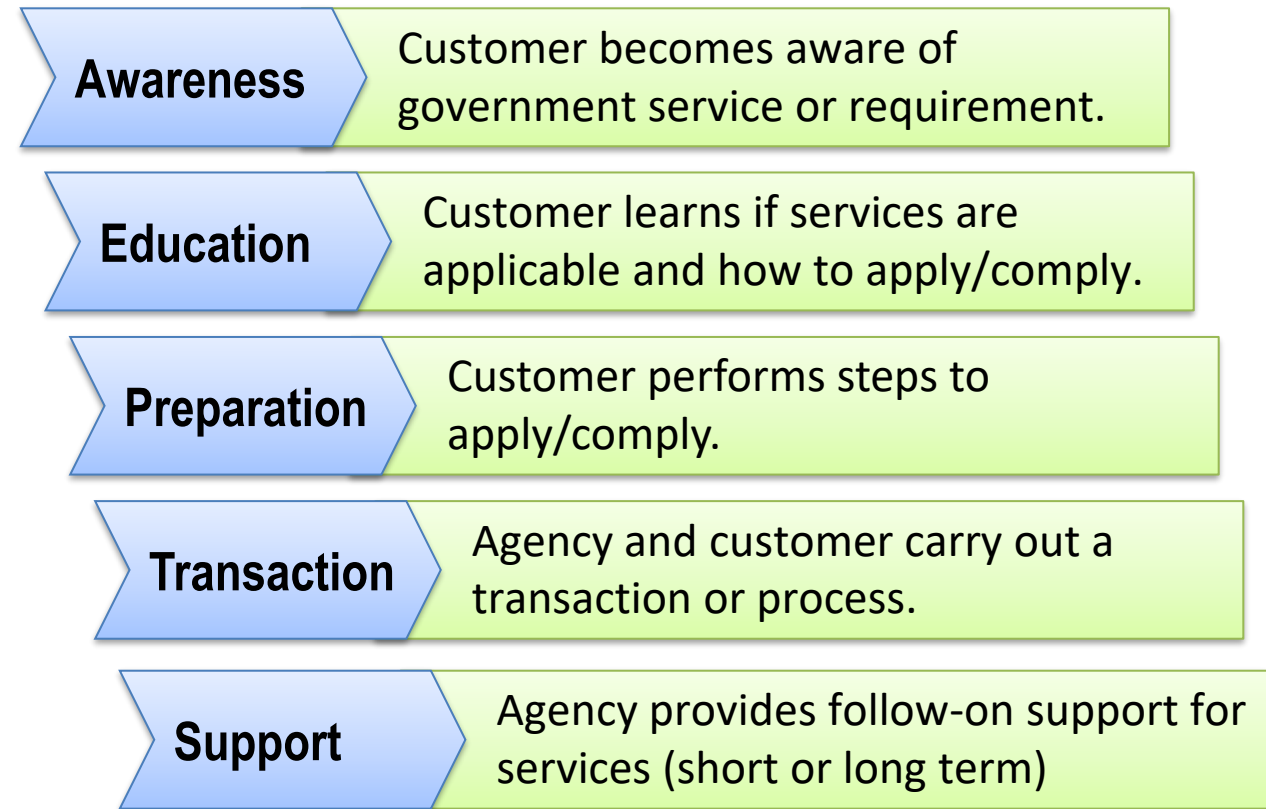 Awareness
Customer becomes aware of
government service or requirement.
Education
Customer learns if services are
applicable and how to apply/comply.
Preparation
Customer performs steps to
apply/comply.
Transaction
Agency and customer carry out a
transaction or process.
Support
Agency provides follow-on support for
services (short or long term)